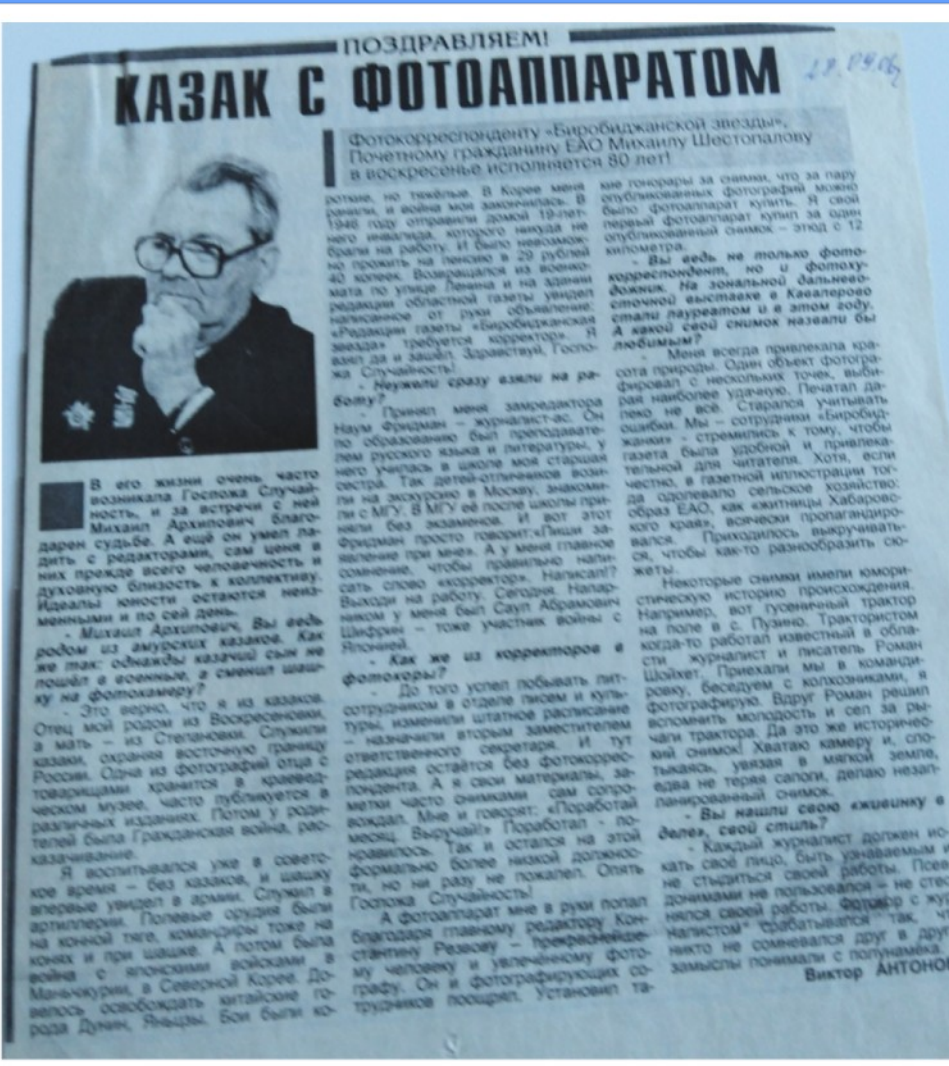 ПОЗДРАВЛЯЕМ!
КАЗАК С ФОТОАППАРАТОМ
Фотокорреспонденту «Биробиджанской звезды»,
Почетному гражданину ЕАО Михаилу Шестопалову
в воскресенье исполняется 80 лет!
В его жизни очень часто
возникала Госпожа Случай-
ность, и за встречи с ней
Михаил Архипович благо-
дарен судьбе. А ещё он умел ла-
дить с редакторами, сам ценя в
них прежде всего человечность и
духовную близость к коллективу.
Идеалы юности остаются неиз-
менными и по сей день.
- Михаил Архипович, Вы ведь
родом из амурских казаков. Как
же так: однажды казачий сын не
пошёл в военные, а сменил шаш-
ку на фотокамеру?
- Это верно, что я из казаков.
Отец мой родом из Воскресеновки,
а мать – из Степановки. Служили
казаки, охраняя восточную границу
России. Одна из фотографий отца с
товарищами хранится в краевед-
ческом музее, часто публикуется в
различных изданиях. Потом у роди-
телей была Гражданская война, рас-
казачивание.
Я воспитывался уже в советс-
кое время – без казаков, и шашку
впервые увидел в армии. Служил в
артиллерии. Полевые орудия были
на конной тяге, командиры тоже на
конях и при шашке. А потом была
война с японскими войсками в
Маньчжурии, в Северной Корее. До-
велось освобождать китайские го-
рода Дунин, Яньцзы. Бои были ко-
роткие, но тяжёлые. В Корее меня
ранили, и война моя закончилась. В
1946 году отправили домой 19-лет-
него инвалида, которого никуда не
брали на работу. И было невозмож-
но прожить на пенсию в 29 рублей
40 копеек. Возвращался из военко-
мата по улице Ленина и на здании
редакции областной газеты увидел
написанное от руки объявление:
«Редакции газеты «Биробиджанская
звезда» требуется корректор». Я
взял да и зашёл. Здравствуй, Госпо-
жа Случайность!
- Неужели сразу взяли на ра-
боту?
- Принял меня замредактора
Наум Фридман – журналист-ас. Он
по образованию был преподавате-
лем русского языка и литературы, у
него училась в школе моя старшая
сестра. Так детей-отличников вози-
ли на экскурсию в Москву, знакоми-
ли с МГУ. В МГУ её после школы при-
няли без экзаменов. И вот этот
Фридман просто говорит:«Пиши за-
явление при мне». А у меня главное
сомнение, чтобы правильно напи-
сать слово «корректор». Написал!?
Выходи на работу. Сегодня. Напар-
ником у меня был Саул Абрамович
Шифрин – тоже участник войны с
Японией.
- Как же из корректоров в
фотокоры?
- До того успел побывать лит-
сотрудником в отделе писем и куль-
туры, изменили штатное расписание
– назначили вторым заместителем
ответственного секретаря. И тут
редакция остаётся без фотокоррес-
пондента. А я свои материалы, за-
метки часто снимками сам сопро-
вождал. Мне и говорят: «Поработай
месяц. Выручай!» Поработал - по-
нравилось. Так и остался на этой
формально более низкой должнос-
ти, но ни разу не пожалел. Опять
Госпожа Случайность!
А фотоаппарат мне в руки попал
благодаря главному редактору Кон-
стантину Резвову – прекраснейше-
му человеку и увлечённому фото-
графу. Он и фотографирующих со-
трудников поощрял. Установил та-
кие гонорары за снимки, что за пару
опубликованных фотографий можно
было фотоаппарат купить. Я свой
первый фотоаппарат купил за один
опубликованный снимок – этюд с 12
километра.
- Вы ведь не только фото-
корреспондент, но и фотоху-
дожник. На зональной дальнево-
сточной выставке в Кавалерово
стали лауреатом и в этом году.
А какой свой снимок назвали бы
любимым?
- Меня всегда привлекала кра-
сота природы. Один объект фотогра-
фировал с нескольких точек, выби-
рая наиболее удачную. Печатал да-
леко не всё. Старался учитывать
ошибки. Мы – сотрудники «Биробид-
жанки» - стремились к тому, чтобы
газета была удобной и привлека-
тельной для читателя. Хотя, если
честно, в газетной иллюстрации тог-
да одолевало сельское хозяйство:
образ ЕАО, как «житницы Хабаровс-
кого края», всячески пропагандиро-
вался. Приходилось выкручивать-
ся, чтобы как-то разнообразить сю-
жеты.
Некоторые снимки имели юмори-
стическую историю происхождения.
Например, вот гусеничный трактор
на поле в с. Пузино. Трактористом
когда-то работал известный в обла-
сти журналист и писатель Роман
Шойхет. Приехали мы в команди-
ровку, беседуем с колхозниками, я
фотографирую. Вдруг Роман решил
вспомнить молодость и сел за ры-
чаги трактора. Да это же историчес-
кий снимок! Хватаю камеру и, спо-
тыкаясь, увязая в мягкой земле,
едва не теряя сапоги, делаю незап-
ланированный снимок.
- Вы нашли свою «живинку в
деле», свой стиль?
- Каждый журналист должен ис-
кать своё лицо, быть узнаваемым и
не стыдиться своей работы. Псев-
донимами не пользовался – не стес-
нялся своей работы. Фотокор с жур-
налистом срабатывался так, ч
никто не сомневался друг в дру
замыслы понимали с полунамёка.
Виктор АНТОНОВ